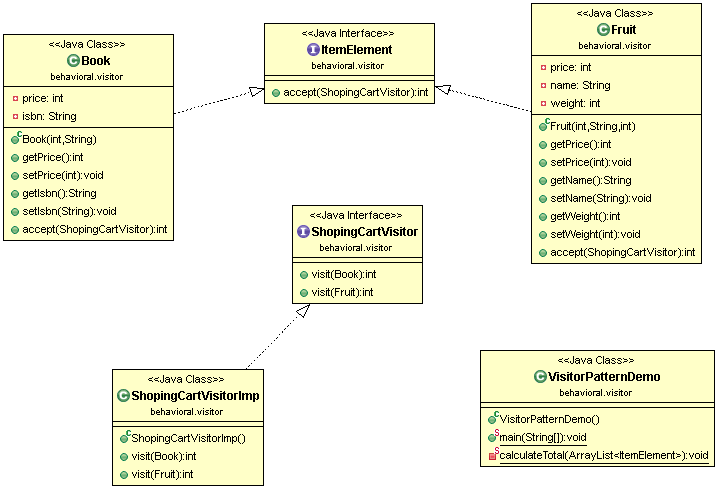 <<Java Class>>
Book
behavioral.visitor
price: int
isbn: String
Book(int,String)
getPrice():int
setPrice(int):void
getIsbn():String
setIsbn(String):void
accept(ShopingCartVisitor):int
<<Java Interface>>
ItemElement
behavioral.visitor
accept(ShopingCartVisitor):int
<<Java Class>>
Fruit
behavioral.visitor
price: int
name: String
weight: int
Fruit(int,String,int)
getPrice():int
setPrice(int):void
getName():String
setName(String):void
getWeight():int
setWeight(int):void
accept(ShopingCartVisitor):int
<<Java Interface>>
ShopingCartVisitor
behavioral.visitor
visit(Book):int
visit(Fruit):int
<<Java Class>>
ShopingCartVisitorImp
behavioral.visitor
ShopingCartVisitorImp()
visit(Book):int
visit(Fruit):int
<<Java Class>>
VisitorPatternDemo
behavioral.visitor
VisitorPatternDemo()
main(String[]):void
calculateTotal(ArrayList<ItemElement>):void